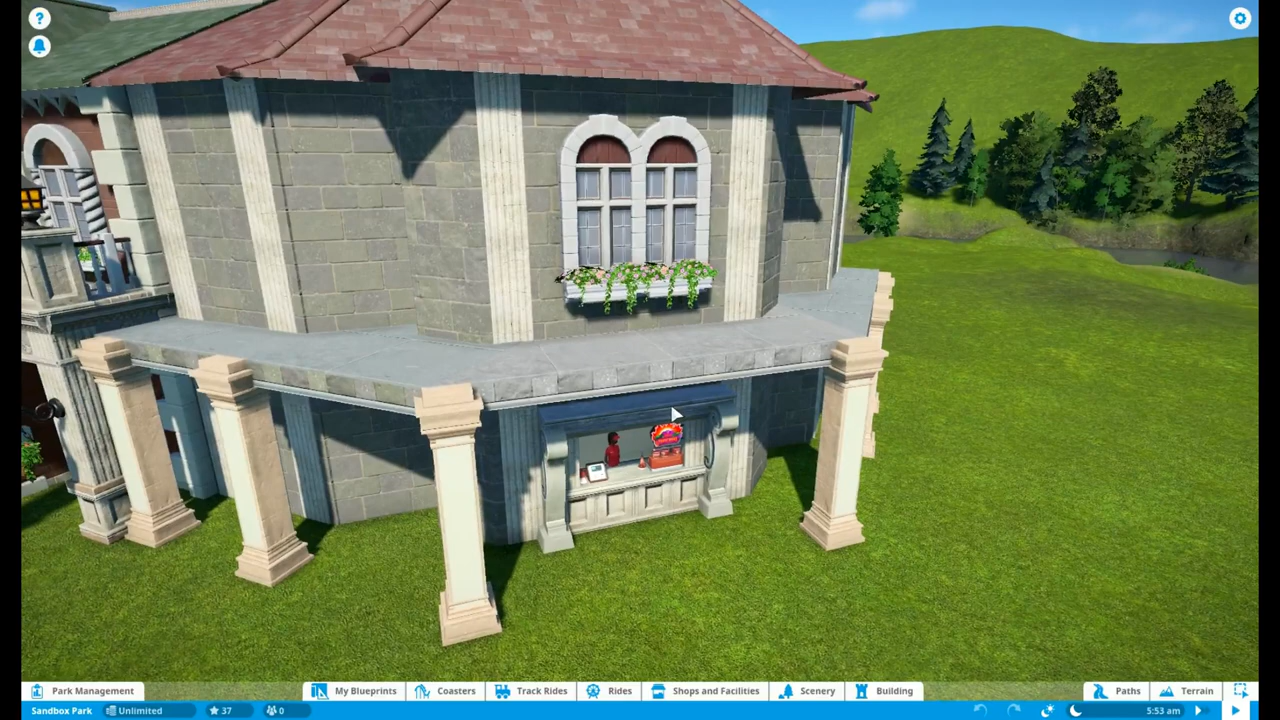 ?
Park Management
My Blueprints
Coasters
Track Rides
Rides
Shops and Facilities
Scenery
Building
Paths
Terrain
Sandbox Park
Unlimited
37
0
5:53 am